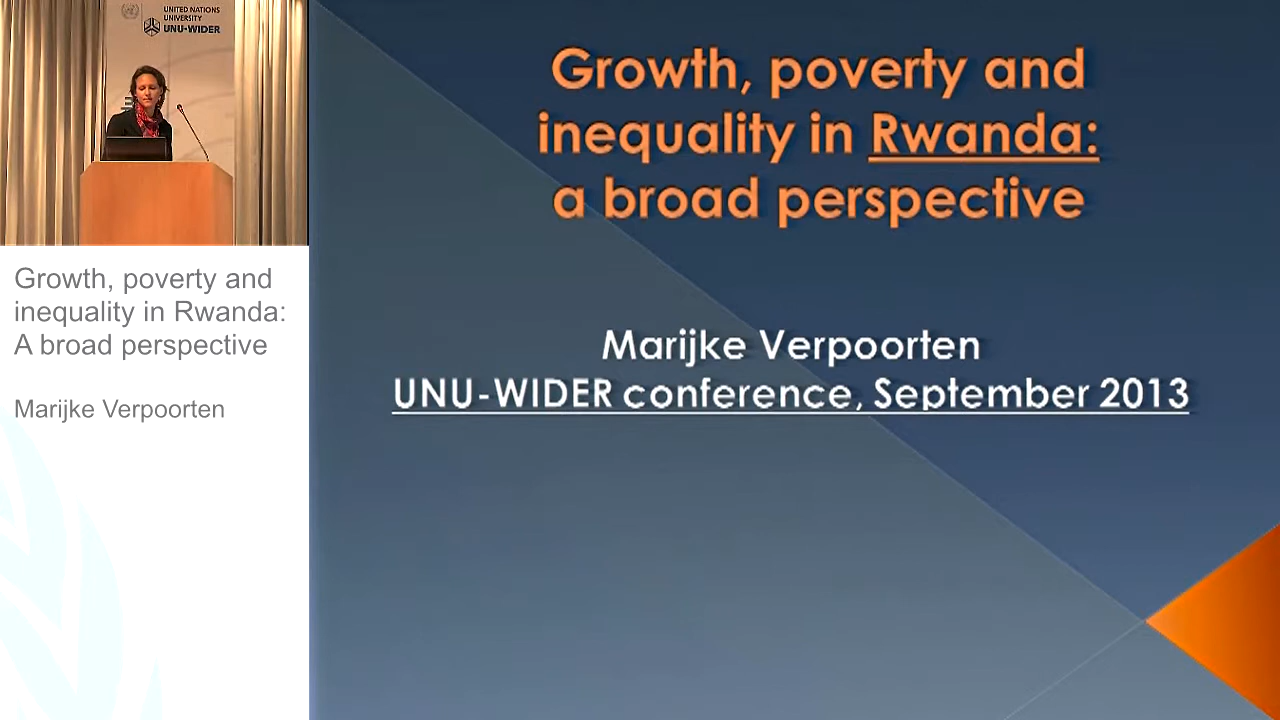 UNITED NATIONS
UNIVERSITY
UNU-WIDER
Growth, poverty and
inequality in Rwanda:
A broad perspective
Marijke Verpoorten
Growth, poverty and
inequality in Rwanda:
a broad perspective
Marijke Verpoorten
UNU-WIDER conference, September 2013